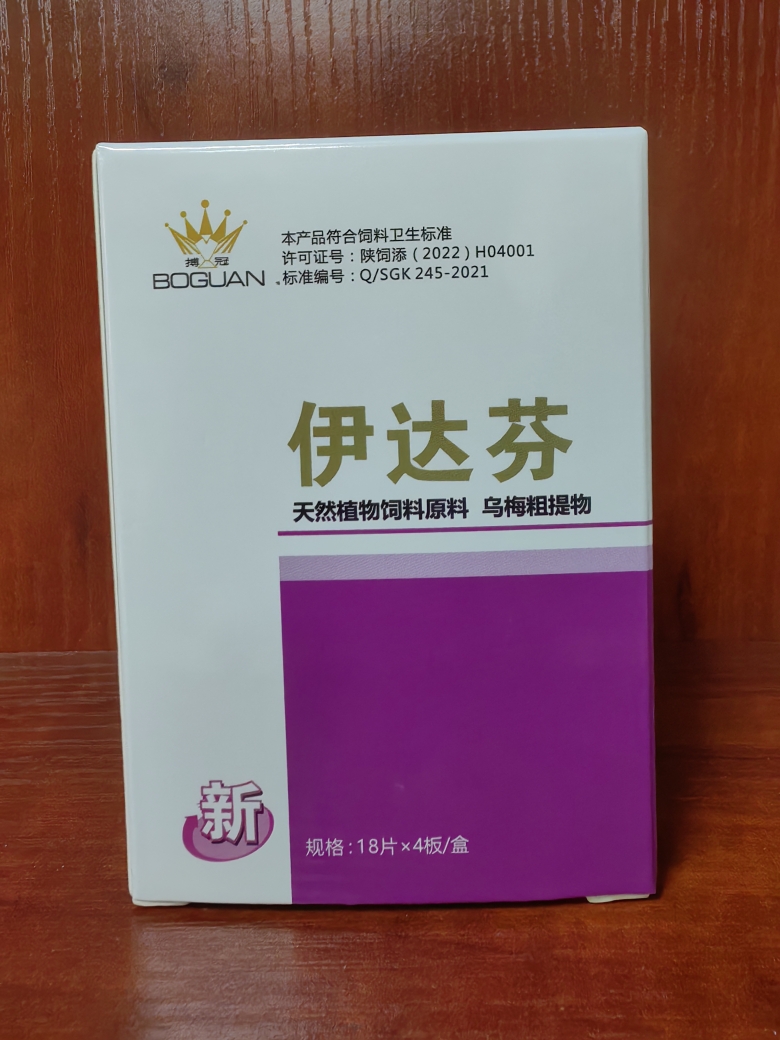 搏冠
BOGUAN
本产品符合饲料卫生标准
许可证号：陕饲添（2022）H04001
标准编号：Q/SGK 245-2021
伊达芬
天然植物饲料原料 乌梅粗提物
新
规格：18片×4板/盒